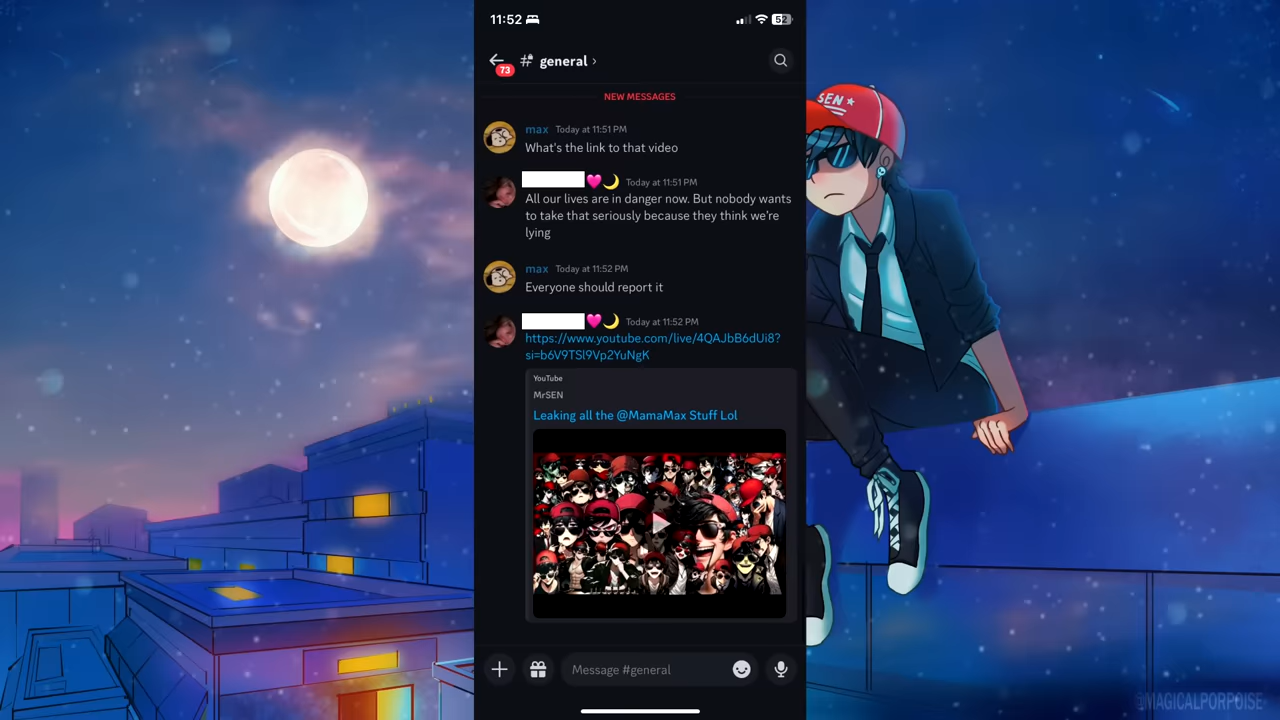 11:52
52
73
general ›
NEW MESSAGES
max Today at 11:51 PM
What's the link to that video
Today at 11:51 PM
All our lives are in danger now. But nobody wants
to take that seriously because they think we're
lying
max Today at 11:52 PM
Everyone should report it
Today at 11:52 PM
https://www.youtube.com/live/4QAJbB6dUi8?
si=b6V9TSl9Vp2YuNgK
YouTube
MrSEN
Leaking all the @MamaMax Stuff Lol
Message #general
SEN
@MAGICALPORPOISE